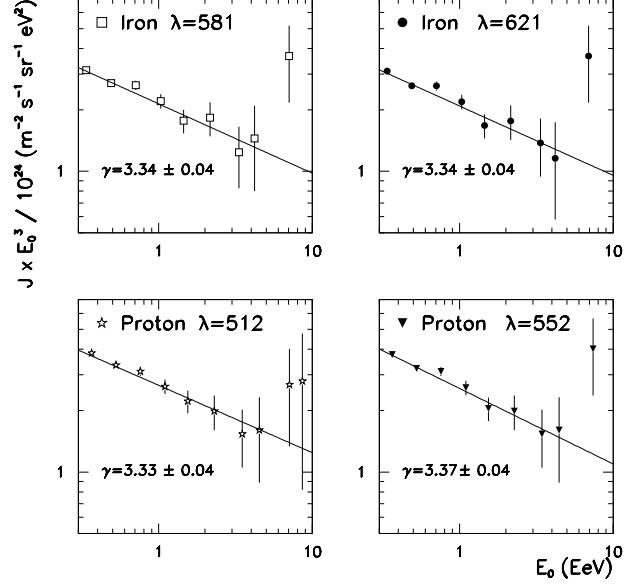 J x E₀³ / 10²⁴ (m⁻² s⁻¹ sr⁻¹ eV²)
Iron λ=581
γ=3.34 ± 0.04
1
1
10
Iron λ=621
γ=3.34 ± 0.04
1
1
10
Proton λ=512
γ=3.33 ± 0.04
1
1
10
Proton λ=552
γ=3.37± 0.04
1
1
10
E₀ (EeV)